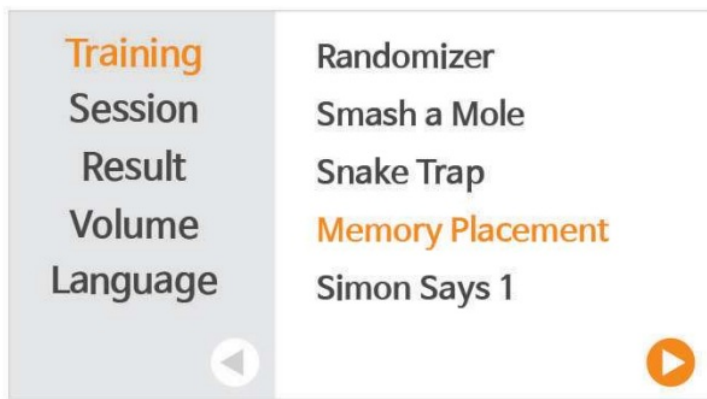 Training
Session
Result
Volume
Language
Randomizer
Smash a Mole
Snake Trap
Memory Placement
Simon Says 1